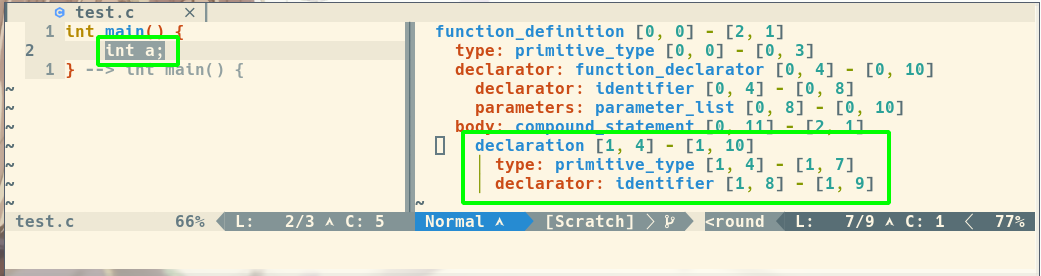 test.c ×
1 int main() {
2 int a;
1 } --> int main() {
~
~
~
~
~
~
~
test.c 66% L: 2/3 C: 5
function_definition [0, 0] - [2, 1]
type: primitive_type [0, 0] - [0, 3]
declarator: function_declarator [0, 4] - [0, 10]
declarator: identifier [0, 4] - [0, 8]
parameters: parameter_list [0, 8] - [0, 10]
body: compound_statement [0, 11] - [2, 1]
declaration [1, 4] - [1, 10]
type: primitive_type [1, 4] - [1, 7]
declarator: identifier [1, 8] - [1, 9]
~
Normal [Scratch] <round L: 7/9 C: 1 77%